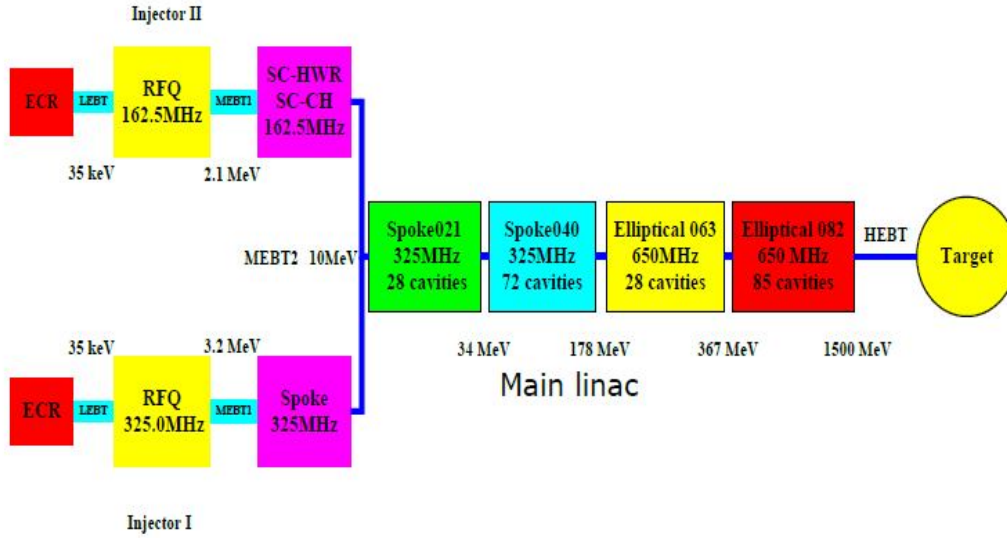 Injector II
ECR
LEBT
RFQ
162.5MHz
MEBT1
SC-HWR
SC-CH
162.5MHz
35 keV
2.1 MeV
MEBT2 10MeV
Spoke021
325MHz
28 cavities
Spoke040
325MHz
72 cavities
Elliptical 063
650MHz
28 cavities
Elliptical 082
650 MHz
85 cavities
HEBT
Target
34 MeV
178 MeV
367 MeV
1500 MeV
Main linac
35 keV
3.2 MeV
ECR
LEBT
RFQ
325.0MHz
MEBT1
Spoke
325MHz
Injector I